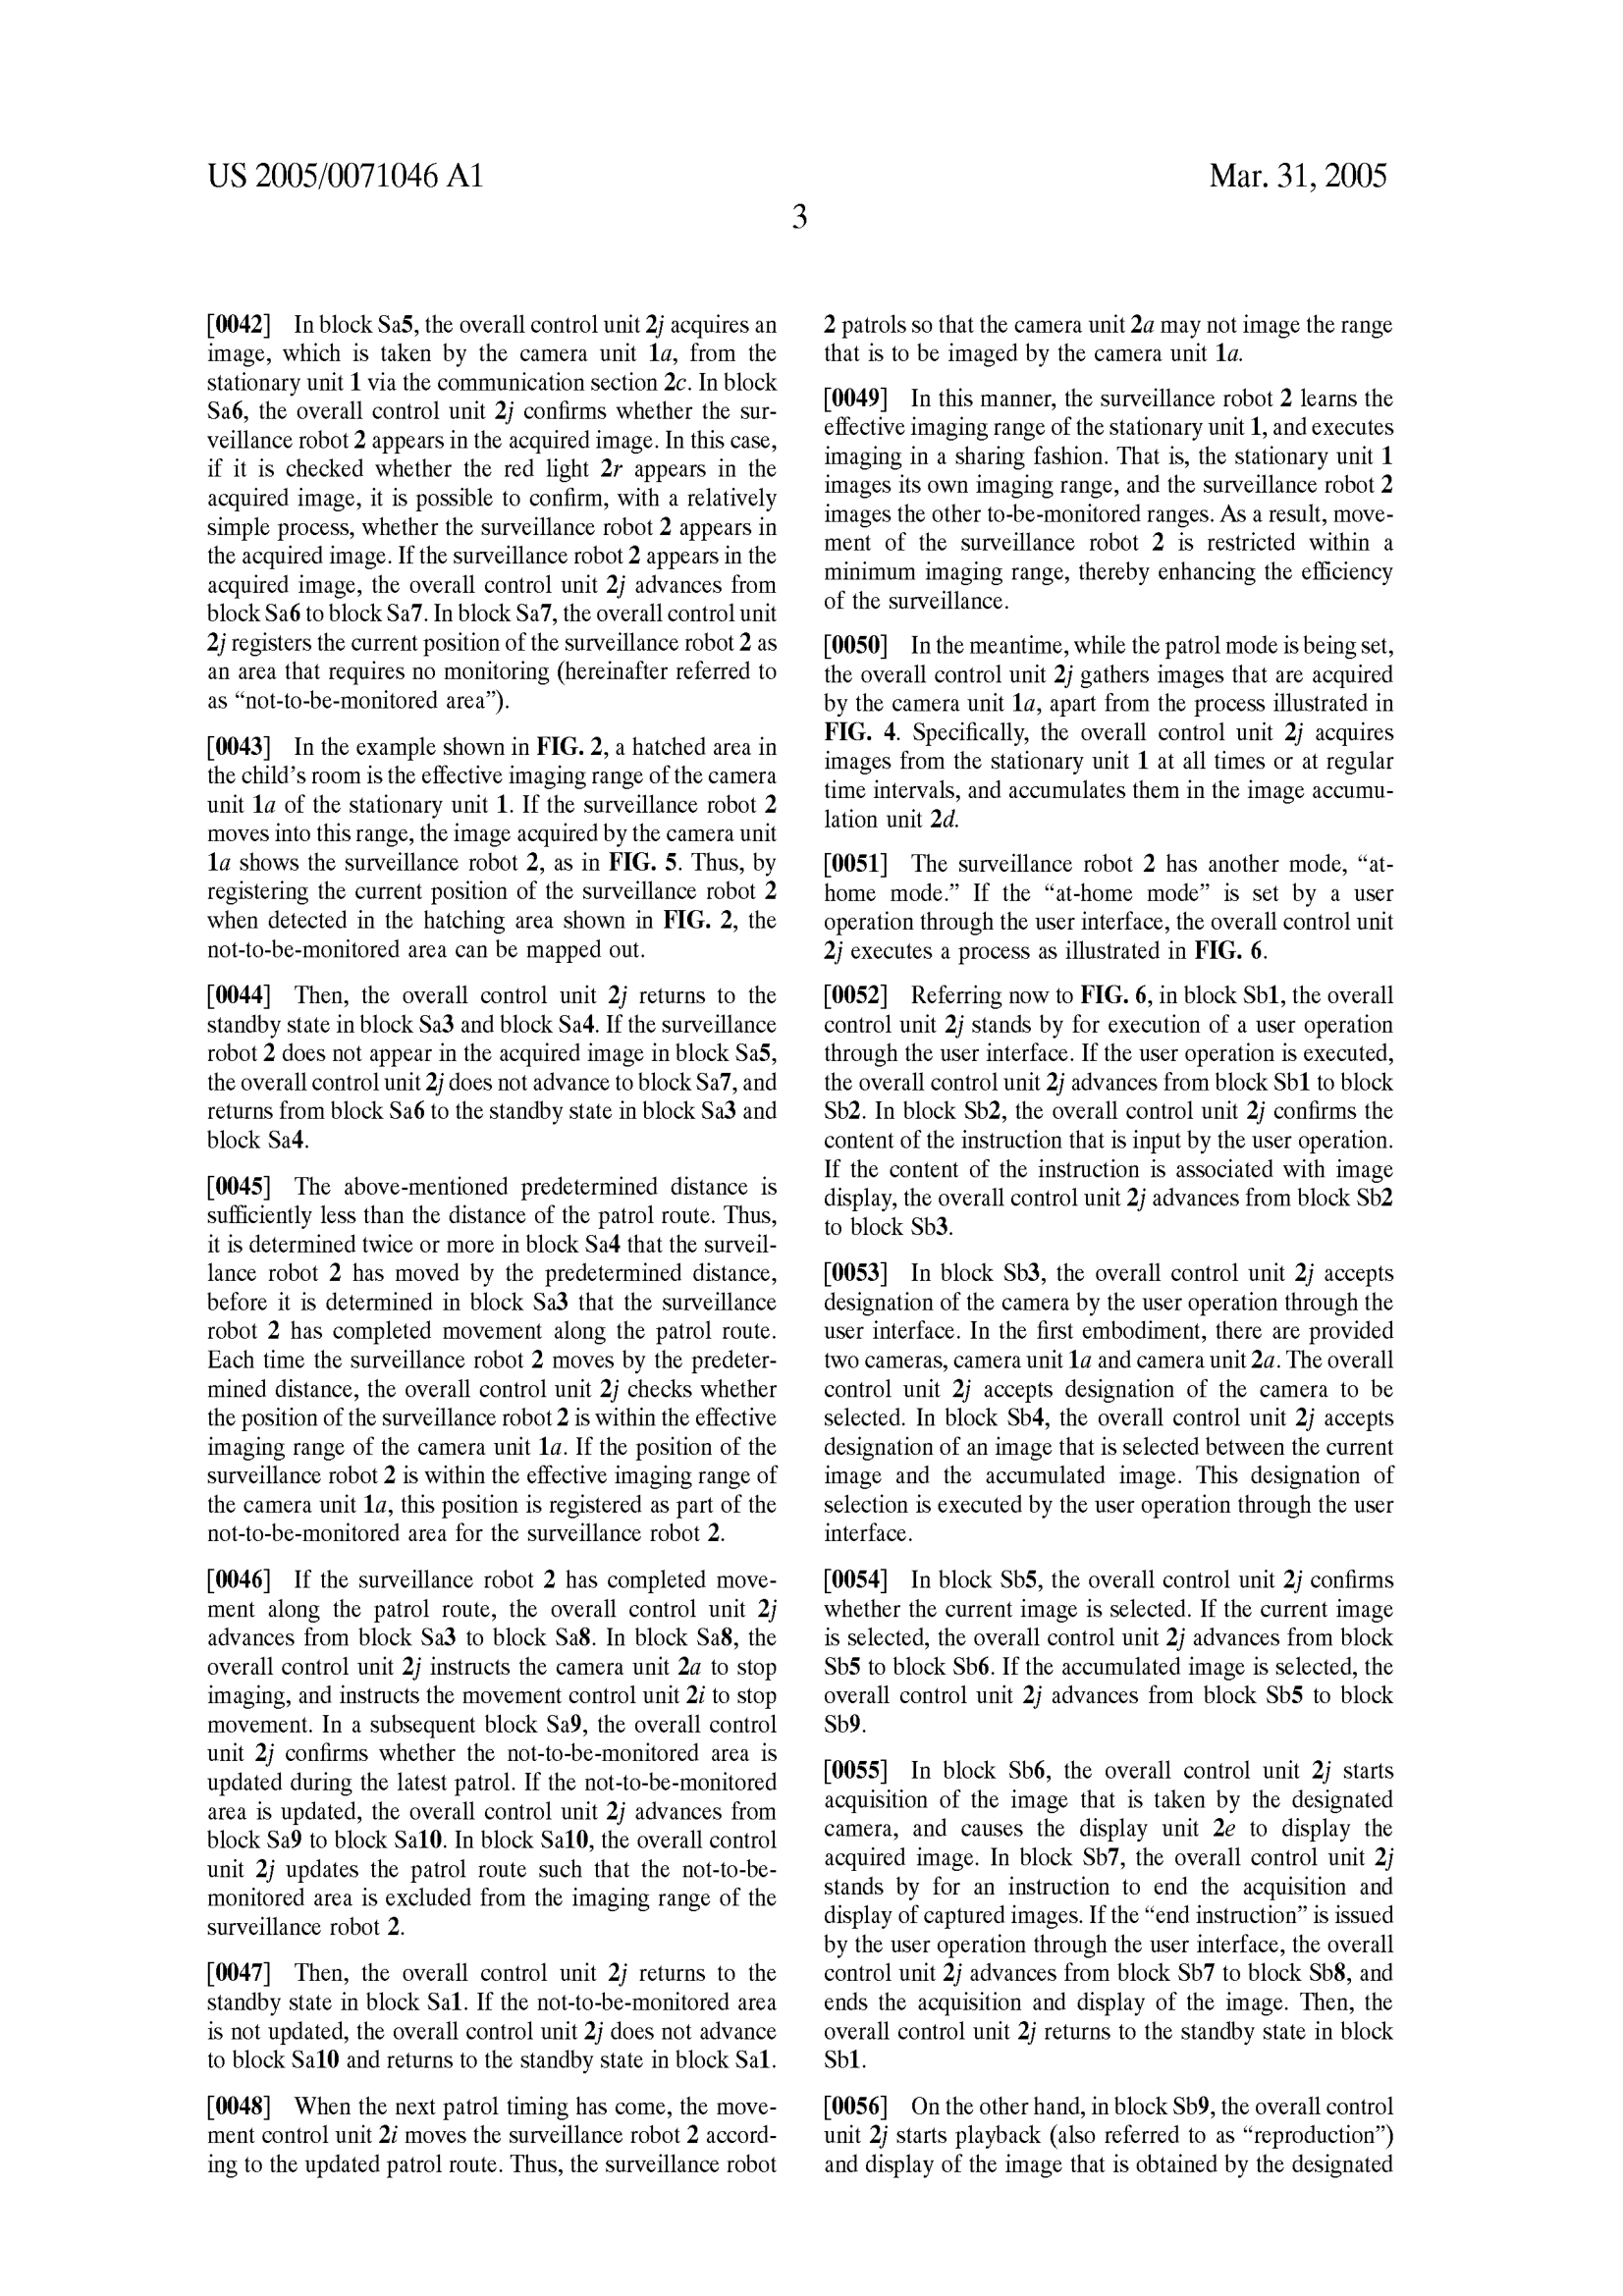 US 2005/0071046 A1
Mar. 31, 2005
3
[0042] In block Sa5, the overall control unit 2j acquires an
image, which is taken by the camera unit 1a, from the
stationary unit 1 via the communication section 2c. In block
Sa6, the overall control unit 2j confirms whether the sur-
veillance robot 2 appears in the acquired image. In this case,
if it is checked whether the red light 2r appears in the
acquired image, it is possible to confirm, with a relatively
simple process, whether the surveillance robot 2 appears in
the acquired image. If the surveillance robot 2 appears in the
acquired image, the overall control unit 2j advances from
block Sa6 to block Sa7. In block Sa7, the overall control unit
2j registers the current position of the surveillance robot 2 as
an area that requires no monitoring (hereinafter referred to
as “not-to-be-monitored area”).
[0043] In the example shown in FIG. 2, a hatched area in
the child’s room is the effective imaging range of the camera
unit 1a of the stationary unit 1. If the surveillance robot 2
moves into this range, the image acquired by the camera unit
1a shows the surveillance robot 2, as in FIG. 5. Thus, by
registering the current position of the surveillance robot 2
when detected in the hatching area shown in FIG. 2, the
not-to-be-monitored area can be mapped out.
[0044] Then, the overall control unit 2j returns to the
standby state in block Sa3 and block Sa4. If the surveillance
robot 2 does not appear in the acquired image in block Sa5,
the overall control unit 2j does not advance to block Sa7, and
returns from block Sa6 to the standby state in block Sa3 and
block Sa4.
[0045] The above-mentioned predetermined distance is
sufficiently less than the distance of the patrol route. Thus,
it is determined twice or more in block Sa4 that the surveil-
lance robot 2 has moved by the predetermined distance,
before it is determined in block Sa3 that the surveillance
robot 2 has completed movement along the patrol route.
Each time the surveillance robot 2 moves by the predeter-
mined distance, the overall control unit 2j checks whether
the position of the surveillance robot 2 is within the effective
imaging range of the camera unit 1a. If the position of the
surveillance robot 2 is within the effective imaging range of
the camera unit 1a, this position is registered as part of the
not-to-be-monitored area for the surveillance robot 2.
[0046] If the surveillance robot 2 has completed move-
ment along the patrol route, the overall control unit 2j
advances from block Sa3 to block Sa8. In block Sa8, the
overall control unit 2j instructs the camera unit 2a to stop
imaging, and instructs the movement control unit 2i to stop
movement. In a subsequent block Sa9, the overall control
unit 2j confirms whether the not-to-be-monitored area is
updated during the latest patrol. If the not-to-be-monitored
area is updated, the overall control unit 2j advances from
block Sa9 to block Sa10. In block Sa10, the overall control
unit 2j updates the patrol route such that the not-to-be-
monitored area is excluded from the imaging range of the
surveillance robot 2.
[0047] Then, the overall control unit 2j returns to the
standby state in block Sa1. If the not-to-be-monitored area
is not updated, the overall control unit 2j does not advance
to block Sa10 and returns to the standby state in block Sa1.
[0048] When the next patrol timing has come, the move-
ment control unit 2i moves the surveillance robot 2 accord-
ing to the updated patrol route. Thus, the surveillance robot
2 patrols so that the camera unit 2a may not image the range
that is to be imaged by the camera unit 1a.
[0049] In this manner, the surveillance robot 2 learns the
effective imaging range of the stationary unit 1, and executes
imaging in a sharing fashion. That is, the stationary unit 1
images its own imaging range, and the surveillance robot 2
images the other to-be-monitored ranges. As a result, move-
ment of the surveillance robot 2 is restricted within a
minimum imaging range, thereby enhancing the efficiency
of the surveillance.
[0050] In the meantime, while the patrol mode is being set,
the overall control unit 2j gathers images that are acquired
by the camera unit 1a, apart from the process illustrated in
FIG. 4. Specifically, the overall control unit 2j acquires
images from the stationary unit 1 at all times or at regular
time intervals, and accumulates them in the image accumu-
lation unit 2d.
[0051] The surveillance robot 2 has another mode, “at-
home mode.” If the “at-home mode” is set by a user
operation through the user interface, the overall control unit
2j executes a process as illustrated in FIG. 6.
[0052] Referring now to FIG. 6, in block Sb1, the overall
control unit 2j stands by for execution of a user operation
through the user interface. If the user operation is executed,
the overall control unit 2j advances from block Sb1 to block
Sb2. In block Sb2, the overall control unit 2j confirms the
content of the instruction that is input by the user operation.
If the content of the instruction is associated with image
display, the overall control unit 2j advances from block Sb2
to block Sb3.
[0053] In block Sb3, the overall control unit 2j accepts
designation of the camera by the user operation through the
user interface. In the first embodiment, there are provided
two cameras, camera unit 1a and camera unit 2a. The overall
control unit 2j accepts designation of the camera to be
selected. In block Sb4, the overall control unit 2j accepts
designation of an image that is selected between the current
image and the accumulated image. This designation of
selection is executed by the user operation through the user
interface.
[0054] In block Sb5, the overall control unit 2j confirms
whether the current image is selected. If the current image
is selected, the overall control unit 2j advances from block
Sb5 to block Sb6. If the accumulated image is selected, the
overall control unit 2j advances from block Sb5 to block
Sb9.
[0055] In block Sb6, the overall control unit 2j starts
acquisition of the image that is taken by the designated
camera, and causes the display unit 2e to display the
acquired image. In block Sb7, the overall control unit 2j
stands by for an instruction to end the acquisition and
display of captured images. If the “end instruction” is issued
by the user operation through the user interface, the overall
control unit 2j advances from block Sb7 to block Sb8, and
ends the acquisition and display of the image. Then, the
overall control unit 2j returns to the standby state in block
Sb1.
[0056] On the other hand, in block Sb9, the overall control
unit 2j starts playback (also referred to as “reproduction”)
and display of the image that is obtained by the designated